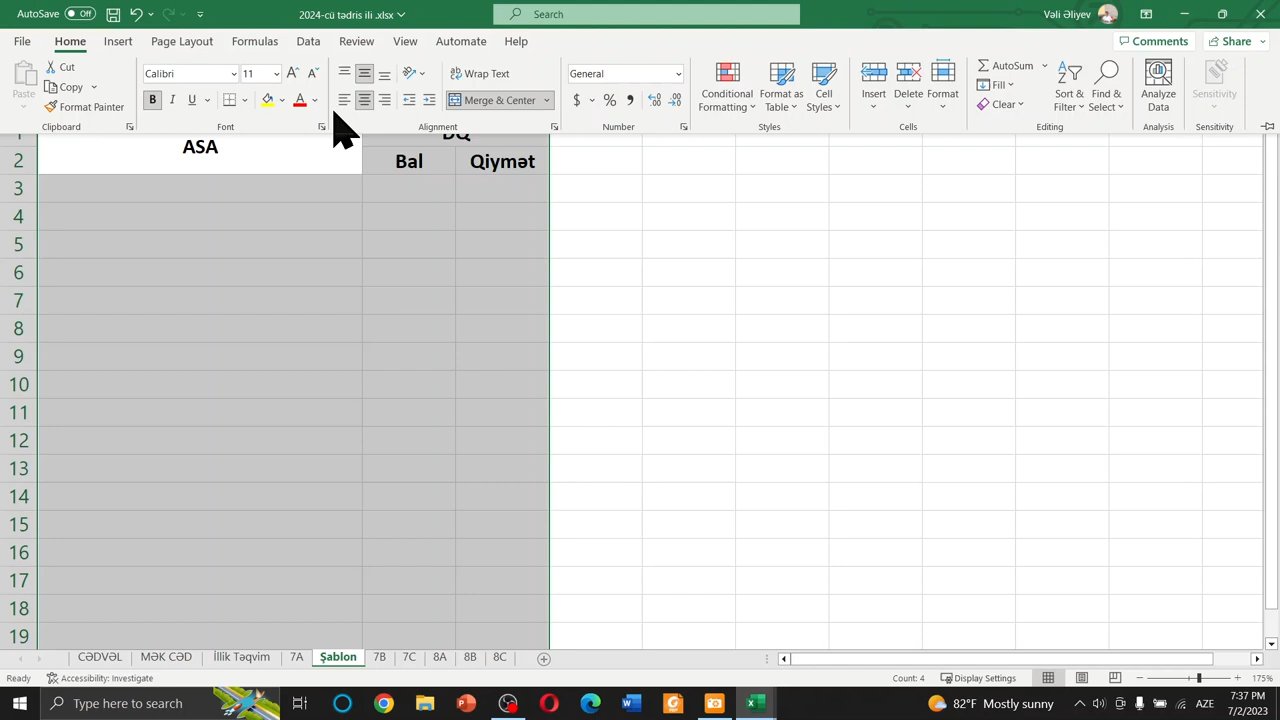 AutoSave Off 2024-cü tədris ili.xlsx Search Vəli Əliyev
File Home Insert Page Layout Formulas Data Review View Automate Help Comments Share
Paste Cut Copy Format Painter Clipboard
Calibri 11 B I U A Font
Wrap Text Merge & Center Alignment
General $ % , Number
Conditional Formatting Format as Table Cell Styles Styles
Insert Delete Format Cells
AutoSum Fill Clear Sort & Filter Find & Select Editing
Analyze Data Analysis
Sensitivity Sensitivity
1 DQ
ASA
2 Bal Qiymət
3
4
5
6
7
8
9
10
11
12
13
14
15
16
17
18
19
CƏDVƏL MƏK CƏD İllik Təqvim 7A Şablon 7B 7C 8A 8B 8C
Ready Accessibility: Investigate Count: 4 Display Settings 175%
Type here to search 82°F Mostly sunny AZE 7:37 PM
7/2/2023